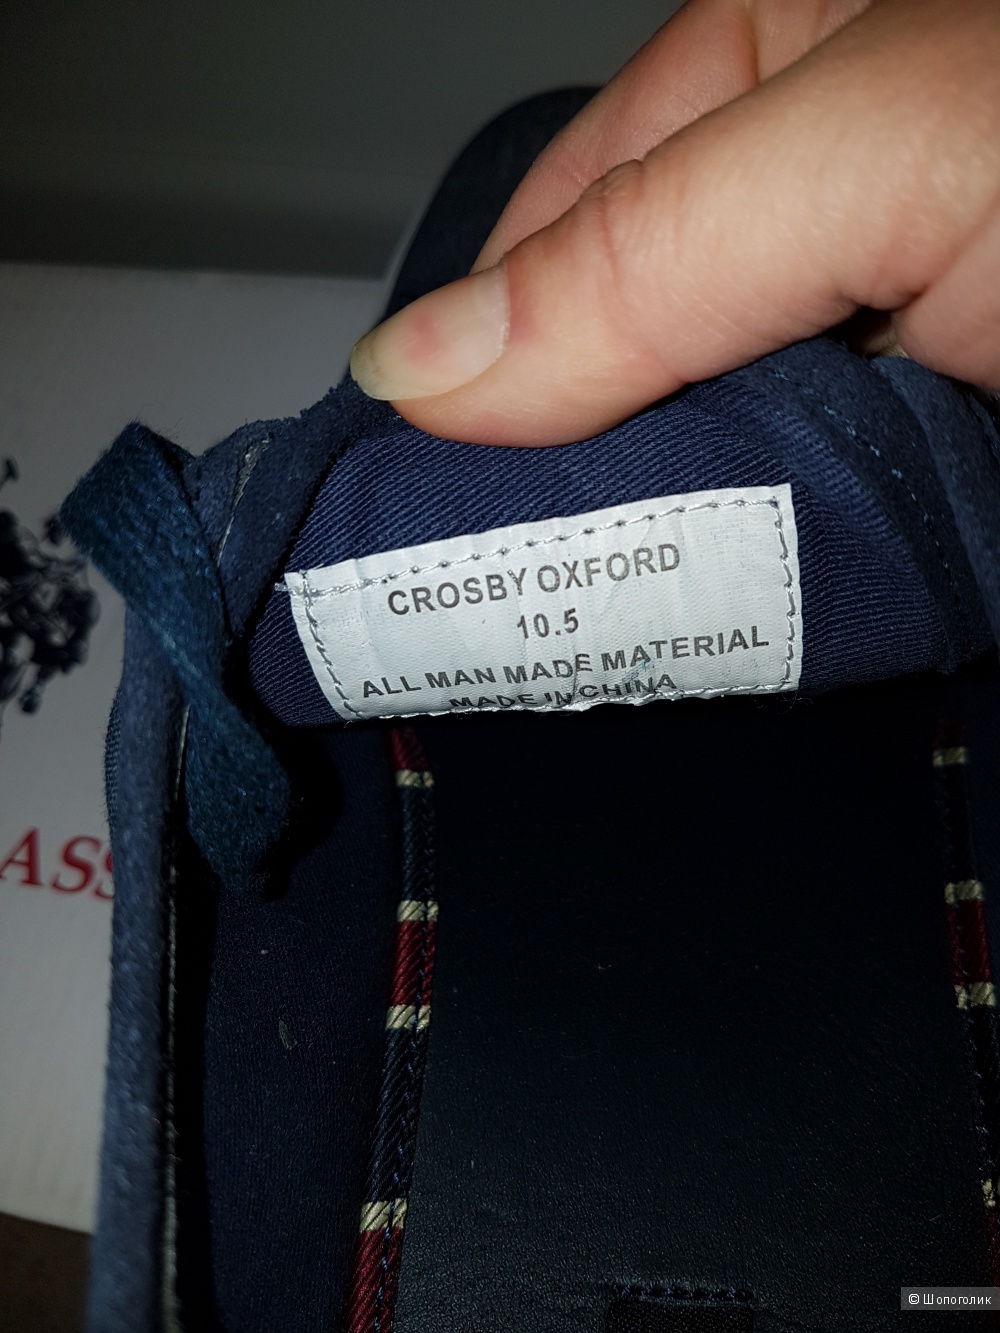 CROSBY OXFORD
10.5
ALL MAN MADE MATERIAL
MADE IN CHINA
ASS
© Шопоголик